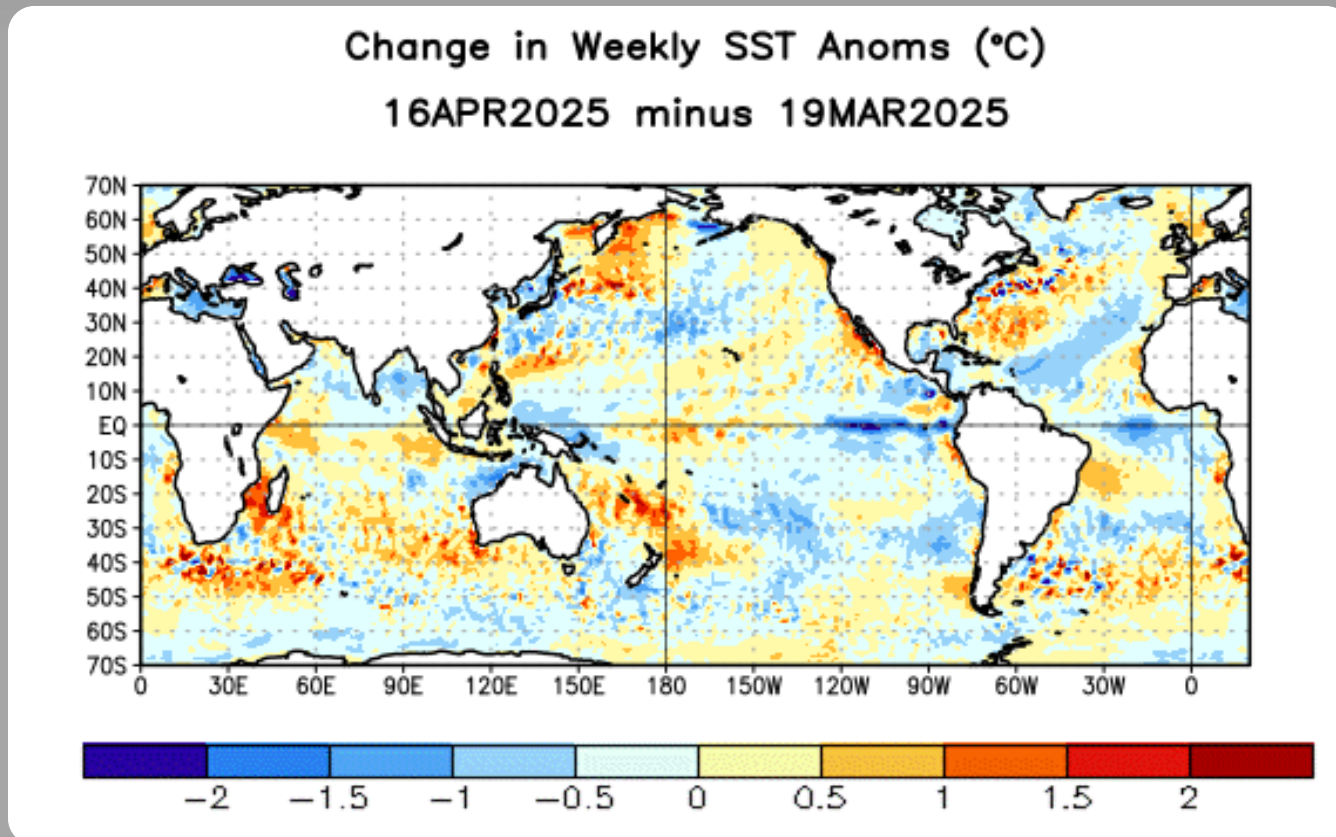 Change in Weekly SST Anoms (°C)
16APR2025 minus 19MAR2025
70N
60N
50N
40N
30N
20N
10N
EQ
10S
20S
30S
40S
50S
60S
70S
0 30E 60E 90E 120E 150E 180 150W 120W 90W 60W 30W 0
−2 −1.5 −1 −0.5 0 0.5 1 1.5 2